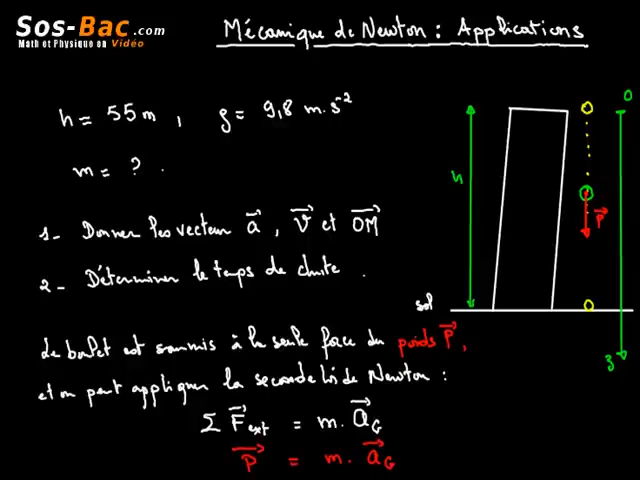 Sos-Bac.com
Math et Physique en Vidéo
Mécanique de Newton : Applications
h = 55 m , g = 9,8 m.s⁻²
m = ? .
1- Donner les vecteur a⃗ , V⃗ et OM⃗
2- Déterminer le temps de chute .
O
h
P⃗
sol
z
Le boulet est soumis à la seule force du poids P⃗,
et on peut appliquer la seconde loi de Newton :
Σ F⃗ext = m. a⃗G
P⃗ = m. a⃗G